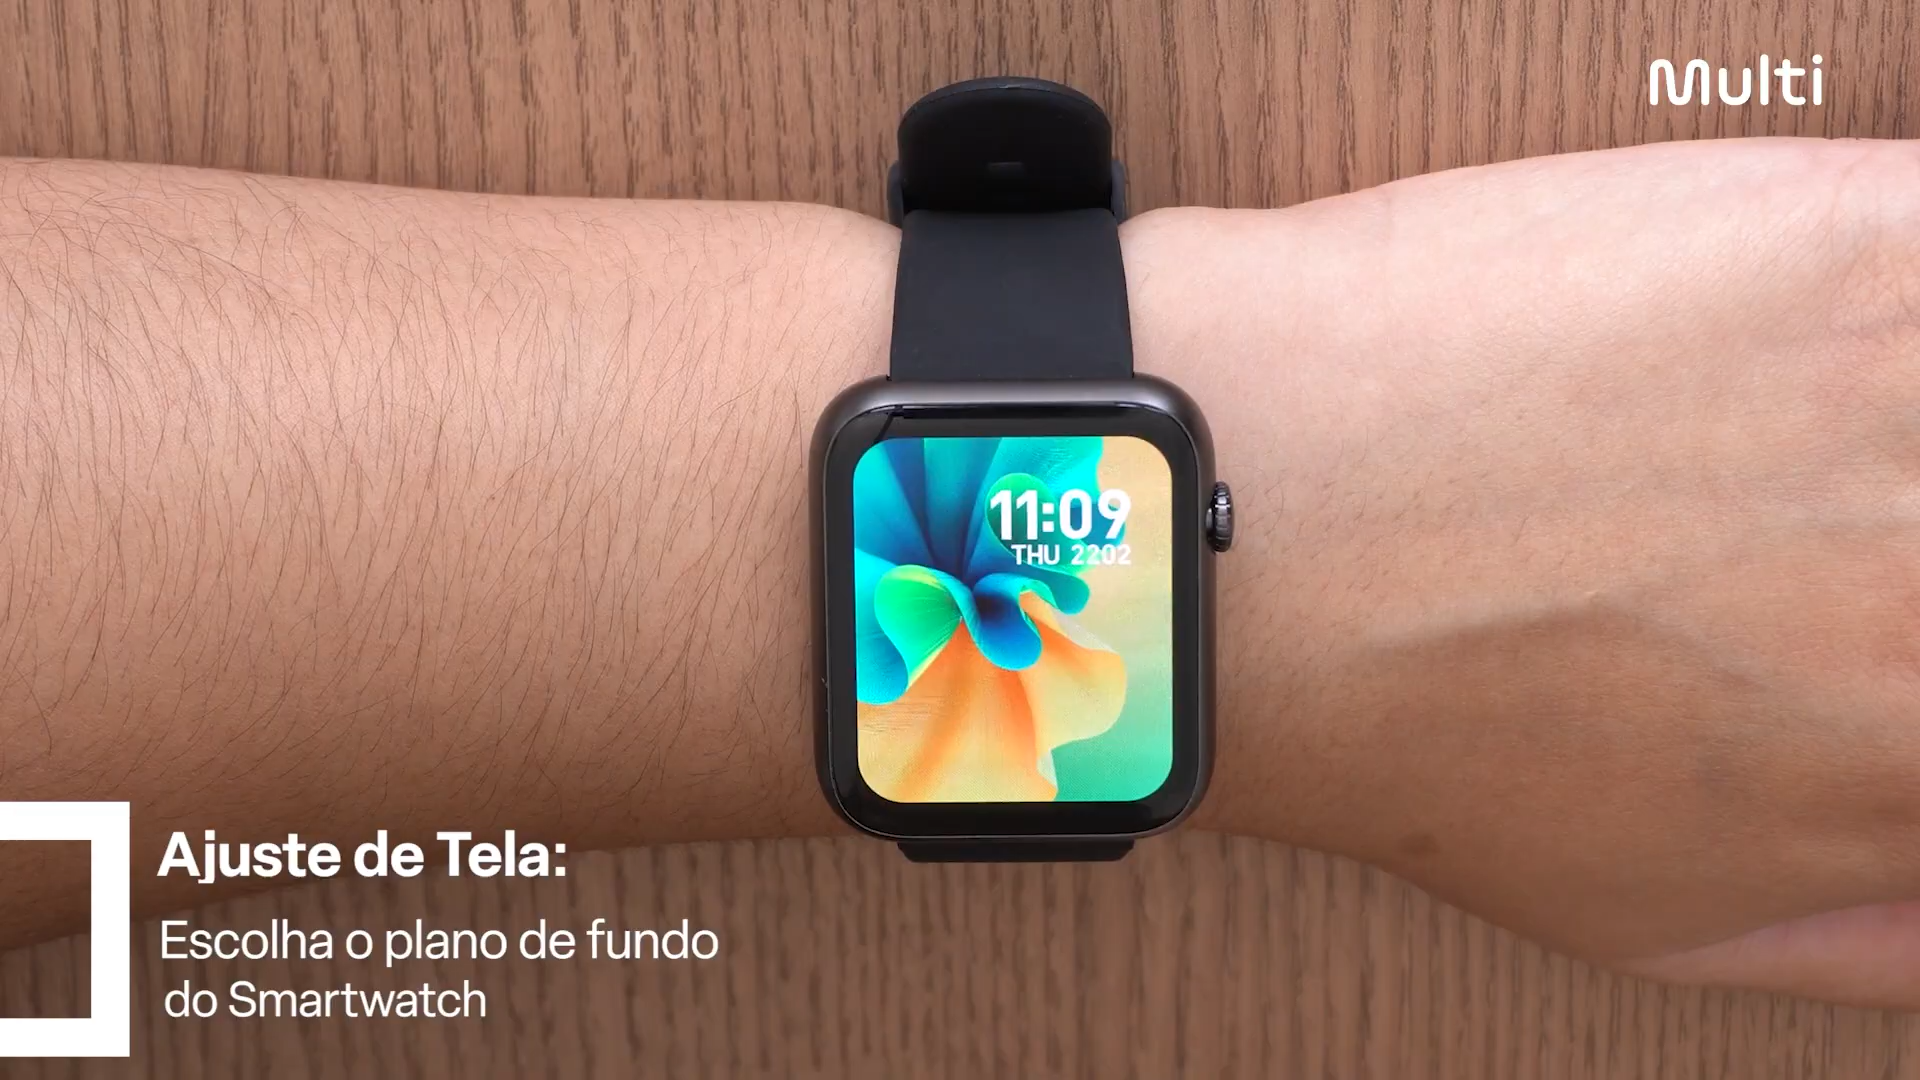 Multi
11:09
THU 2202
Ajuste de Tela:
Escolha o plano de fundo
do Smartwatch